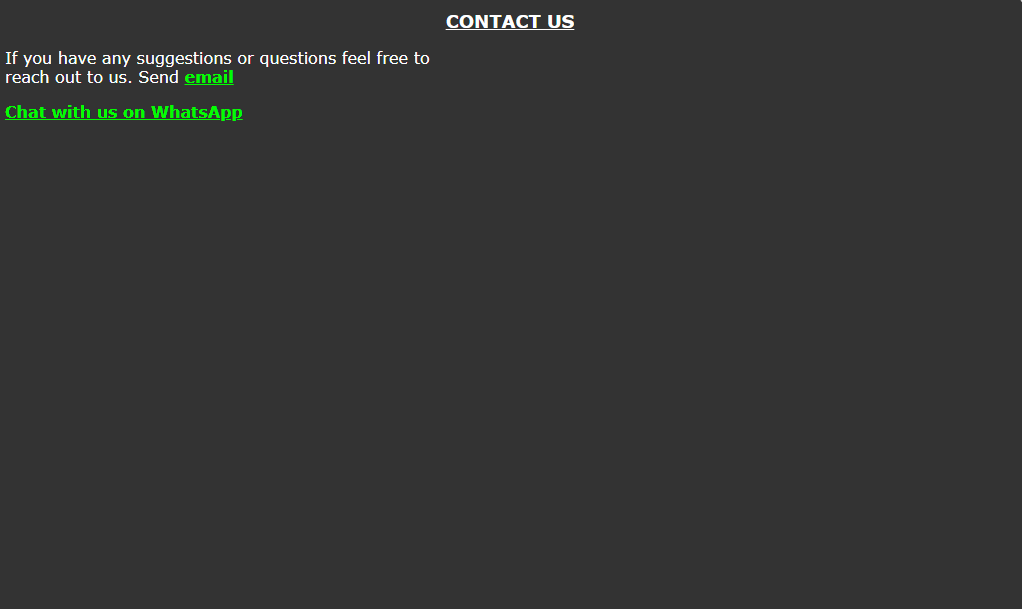 CONTACT US
If you have any suggestions or questions feel free to
reach out to us. Send email
Chat with us on WhatsApp